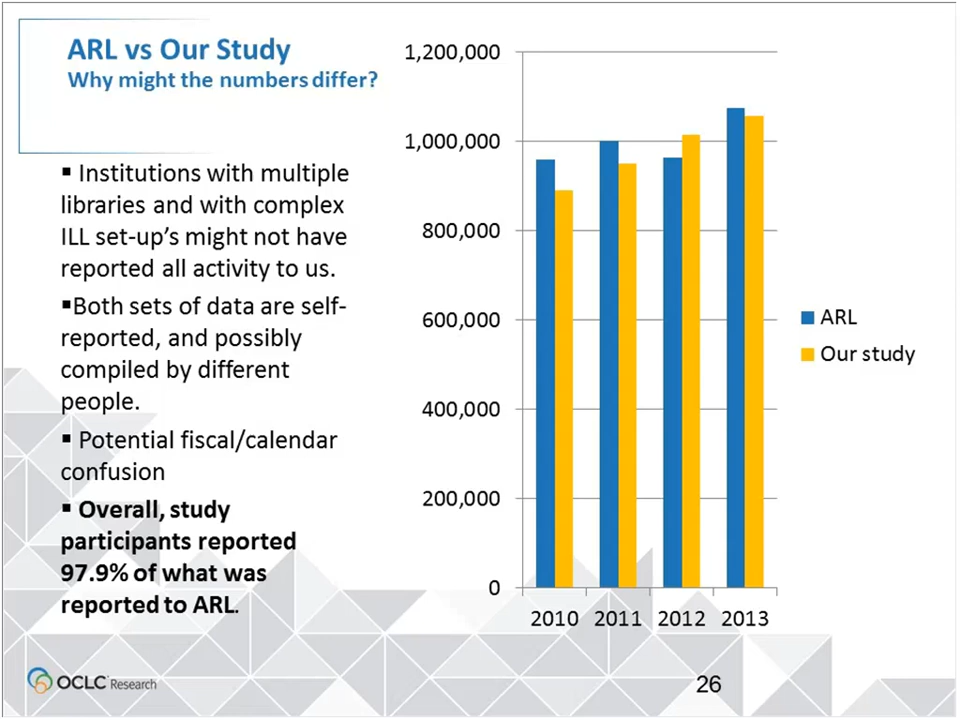 ARL vs Our Study
Why might the numbers differ?
▪ Institutions with multiple
libraries and with complex
ILL set-up’s might not have
reported all activity to us.
▪Both sets of data are self-
reported, and possibly
compiled by different
people.
▪ Potential fiscal/calendar
confusion
▪ Overall, study
participants reported
97.9% of what was
reported to ARL.
1,200,000
1,000,000
800,000
600,000
400,000
200,000
0
2010 2011 2012 2013
ARL
Our study
OCLC Research
26